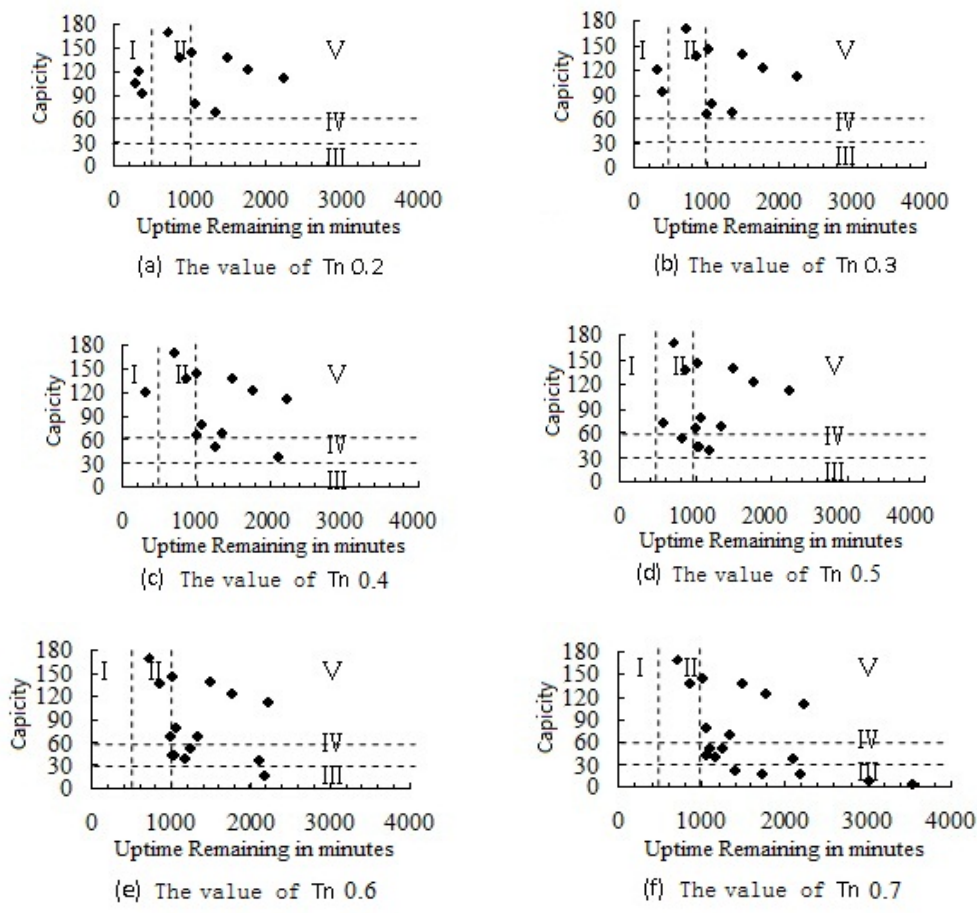 180
150
120
90
60
30
0
Capicity
I
II
V
IV
III
0 1000 2000 3000 4000
Uptime Remaining in minutes
(a) The value of Tn 0.2
180
150
120
90
60
30
0
Capicity
I
II
V
IV
III
0 1000 2000 3000 4000
Uptime Remaining in minutes
(b) The value of Tn 0.3
180
150
120
90
60
30
0
Capicity
I
II
V
IV
III
0 1000 2000 3000 4000
Uptime Remaining in minutes
(c) The value of Tn 0.4
180
150
120
90
60
30
0
Capicity
I
II
V
IV
III
0 1000 2000 3000 4000
Uptime Remaining in minutes
(d) The value of Tn 0.5
180
150
120
90
60
30
0
Capicity
I
II
V
IV
III
0 1000 2000 3000 4000
Uptime Remaining in minutes
(e) The value of Tn 0.6
180
150
120
90
60
30
0
Capicity
I
II
V
IV
III
0 1000 2000 3000 4000
Uptime Remaining in minutes
(f) The value of Tn 0.7